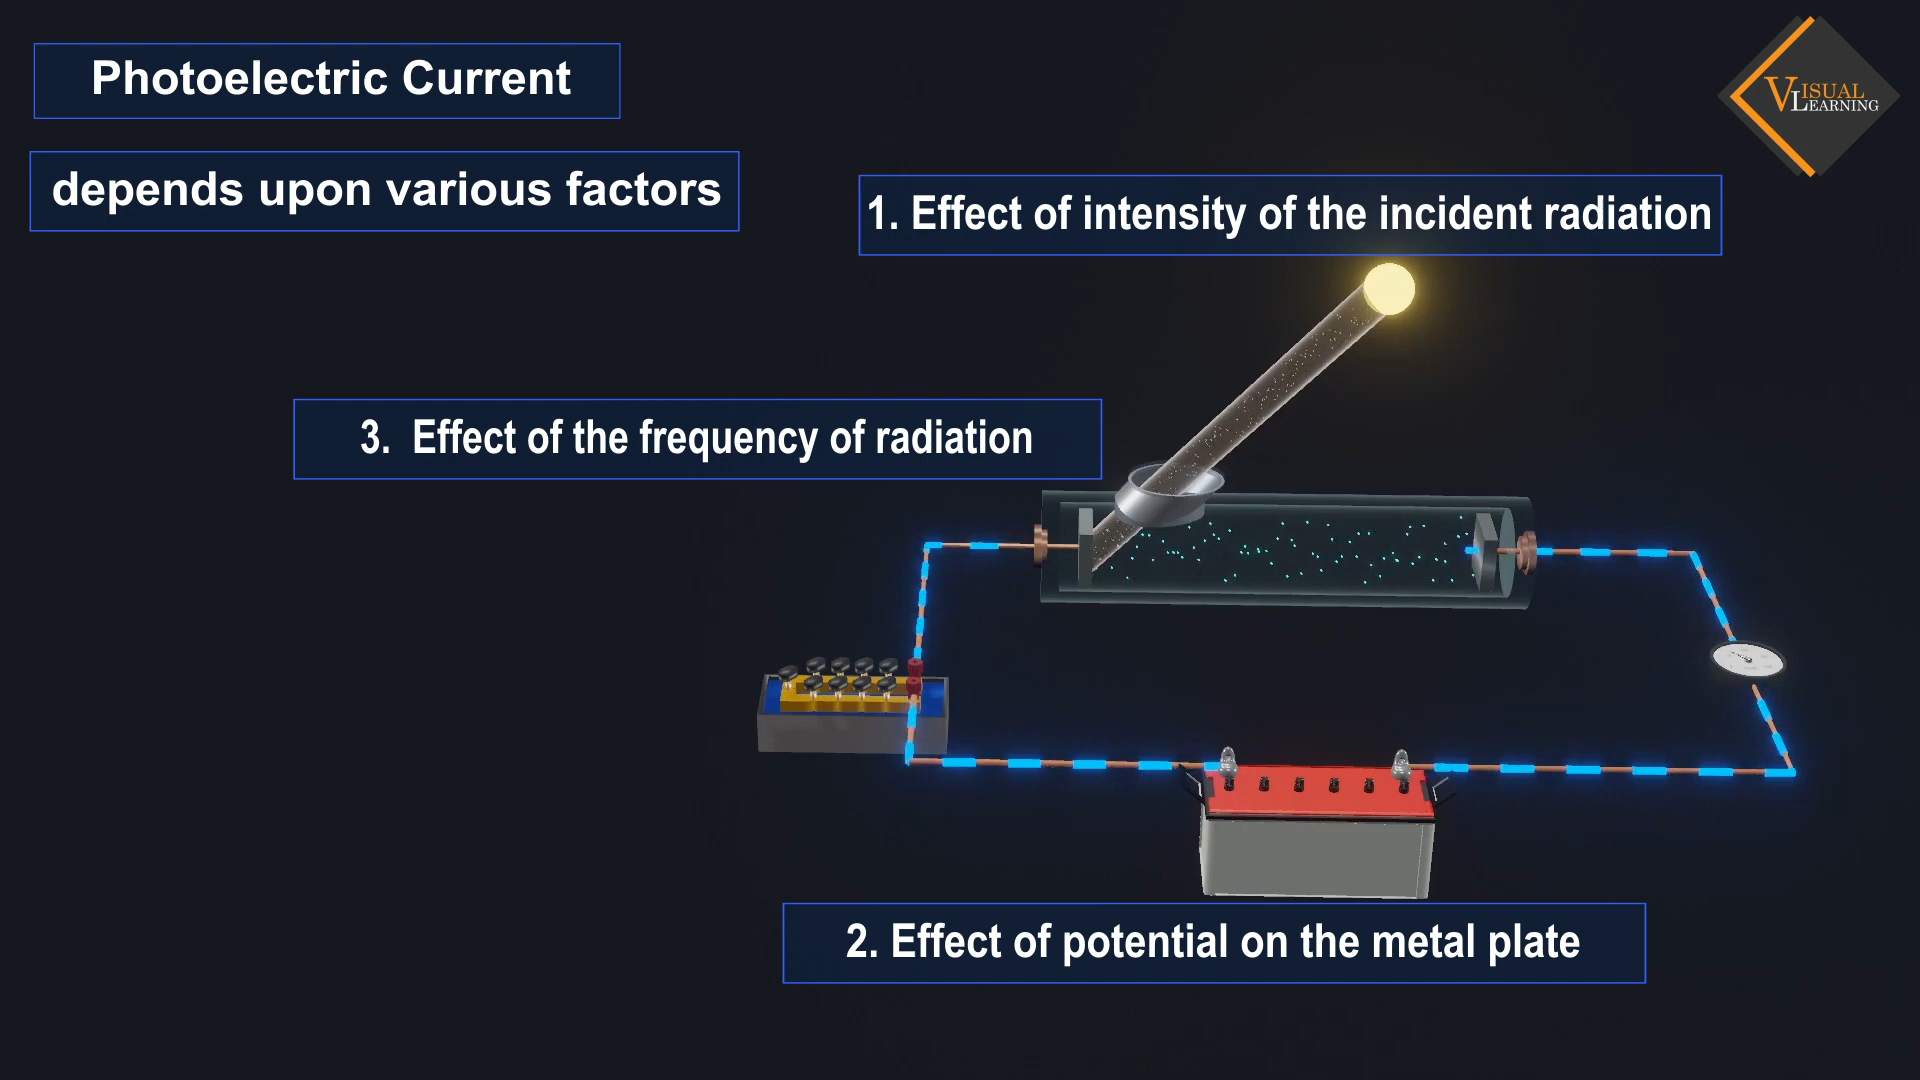 Photoelectric Current
depends upon various factors
VISUAL
LEARNING
1. Effect of intensity of the incident radiation
3. Effect of the frequency of radiation
2. Effect of potential on the metal plate